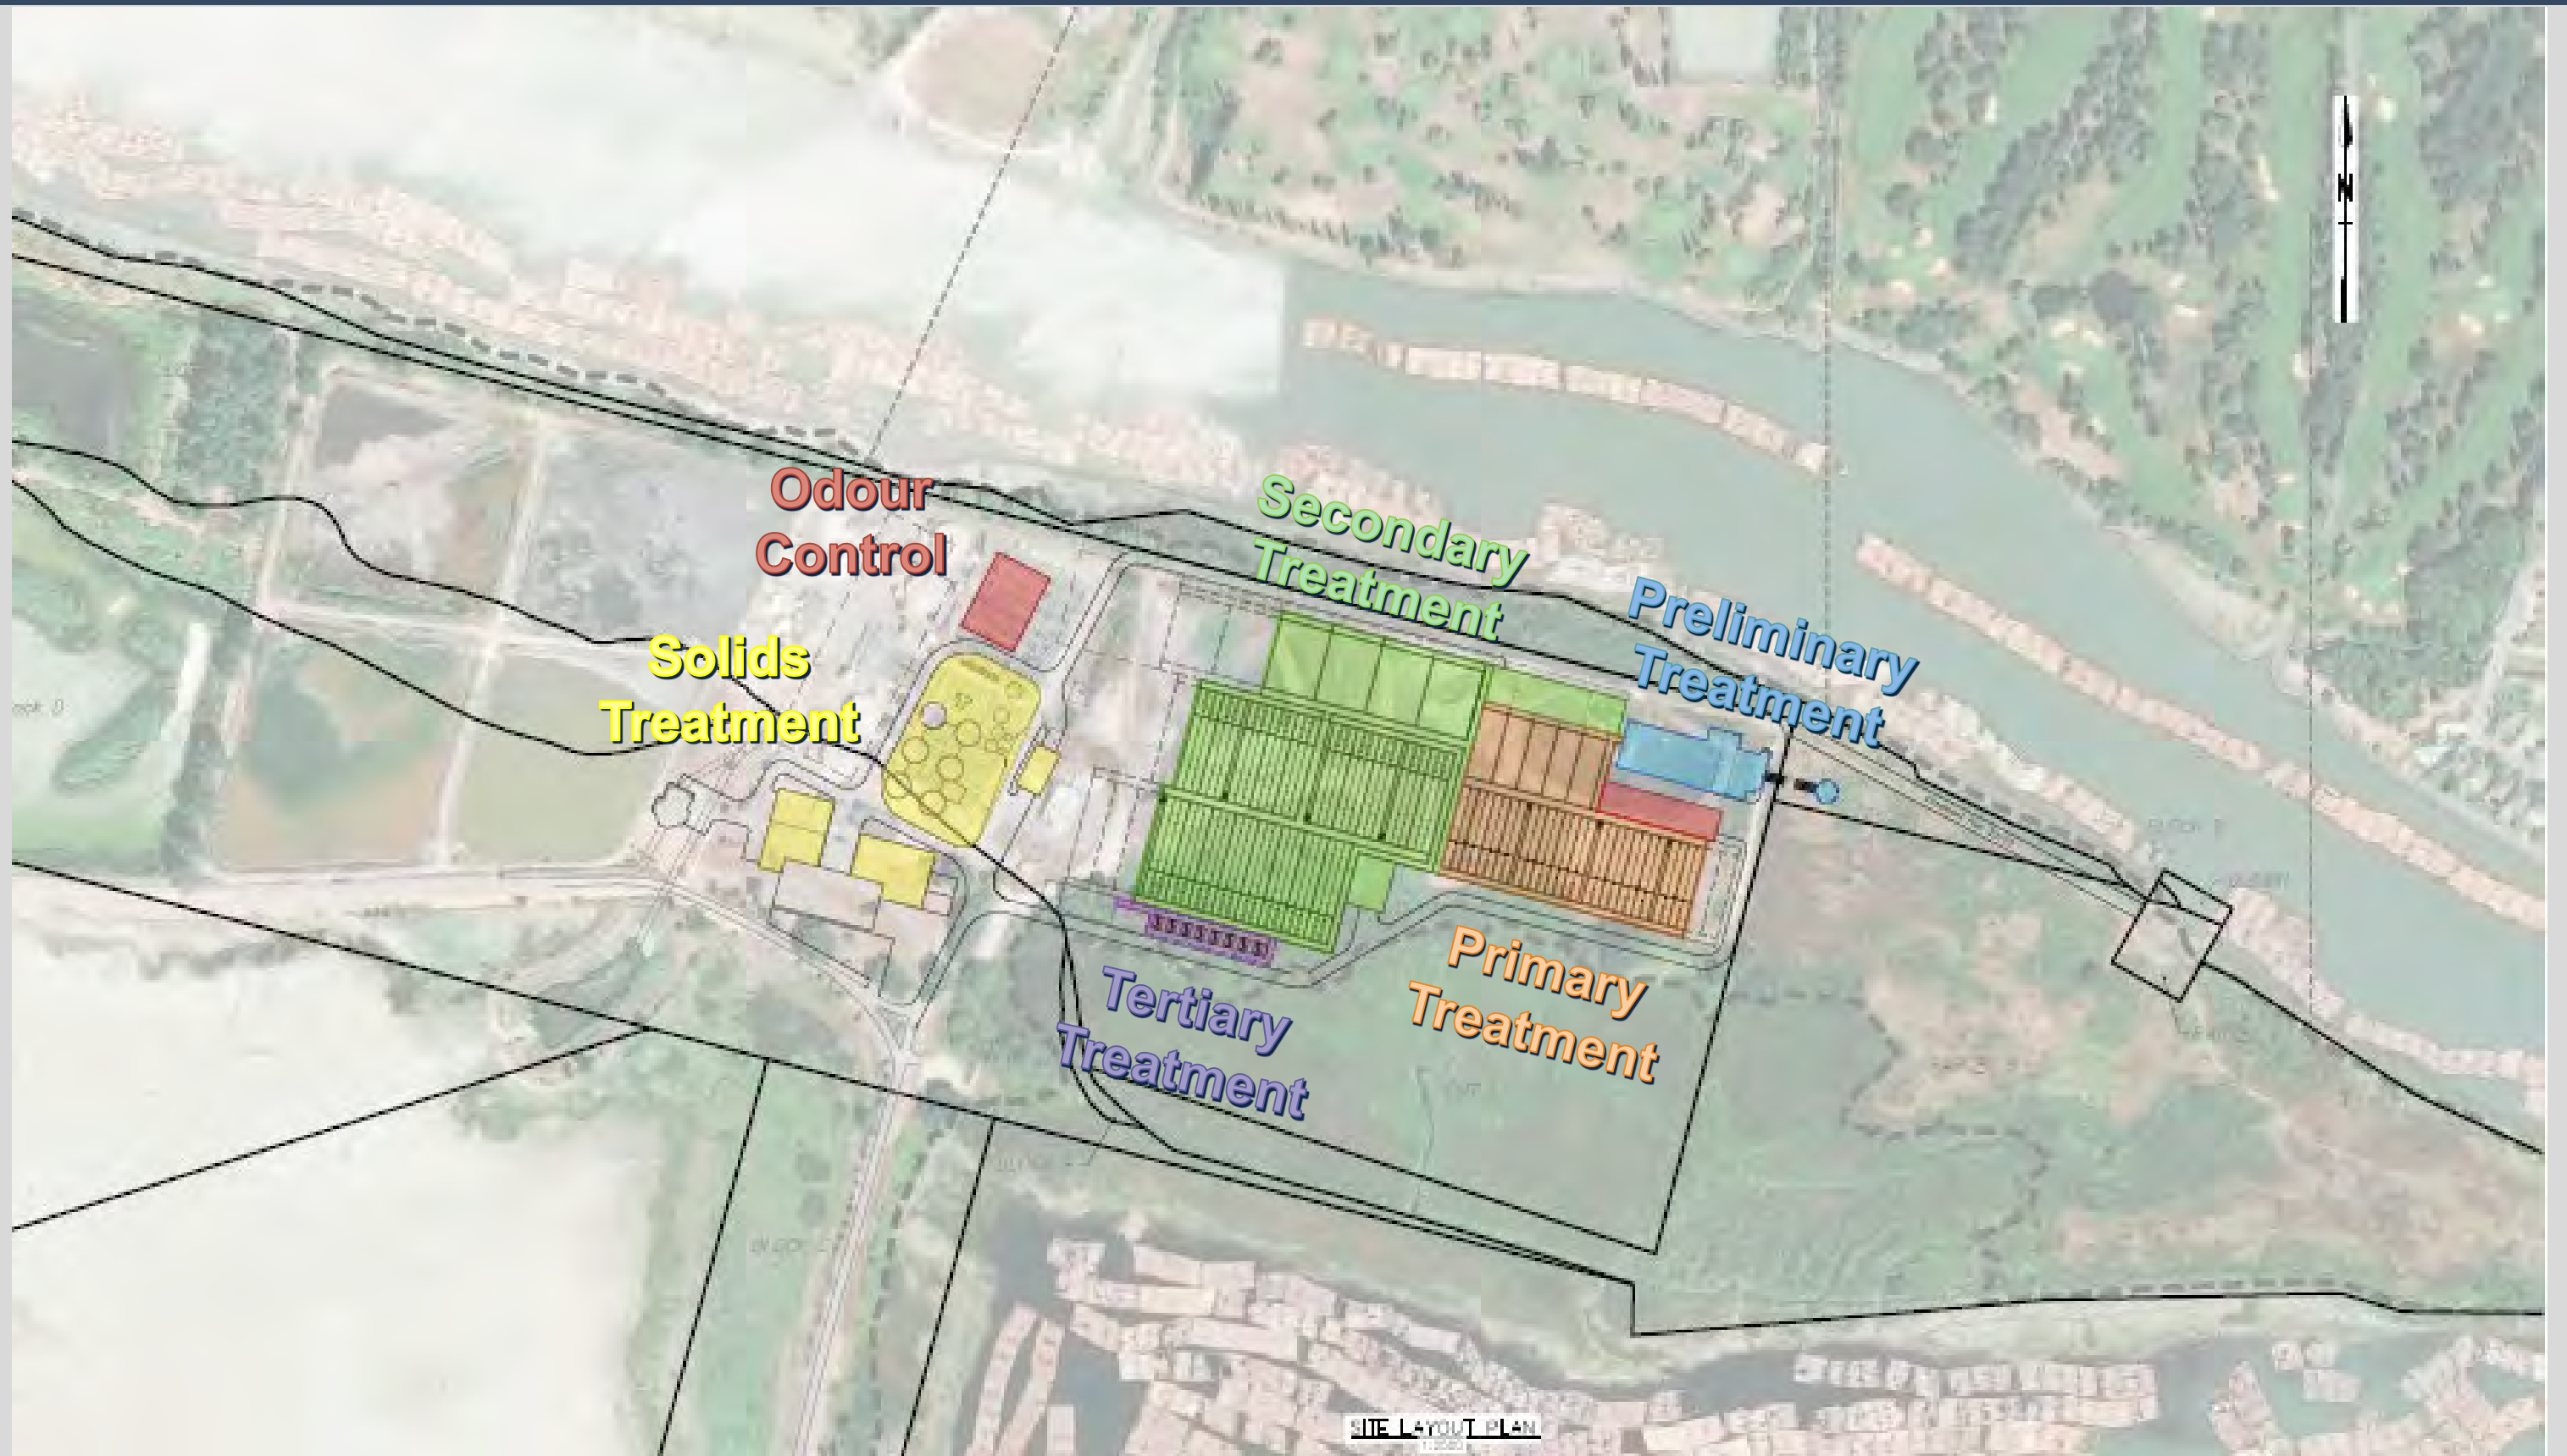 N
Odour
Control
Secondary
Treatment
Preliminary
Treatment
Solids
Treatment
Primary
Treatment
Tertiary
Treatment
SITE LAYOUT PLAN